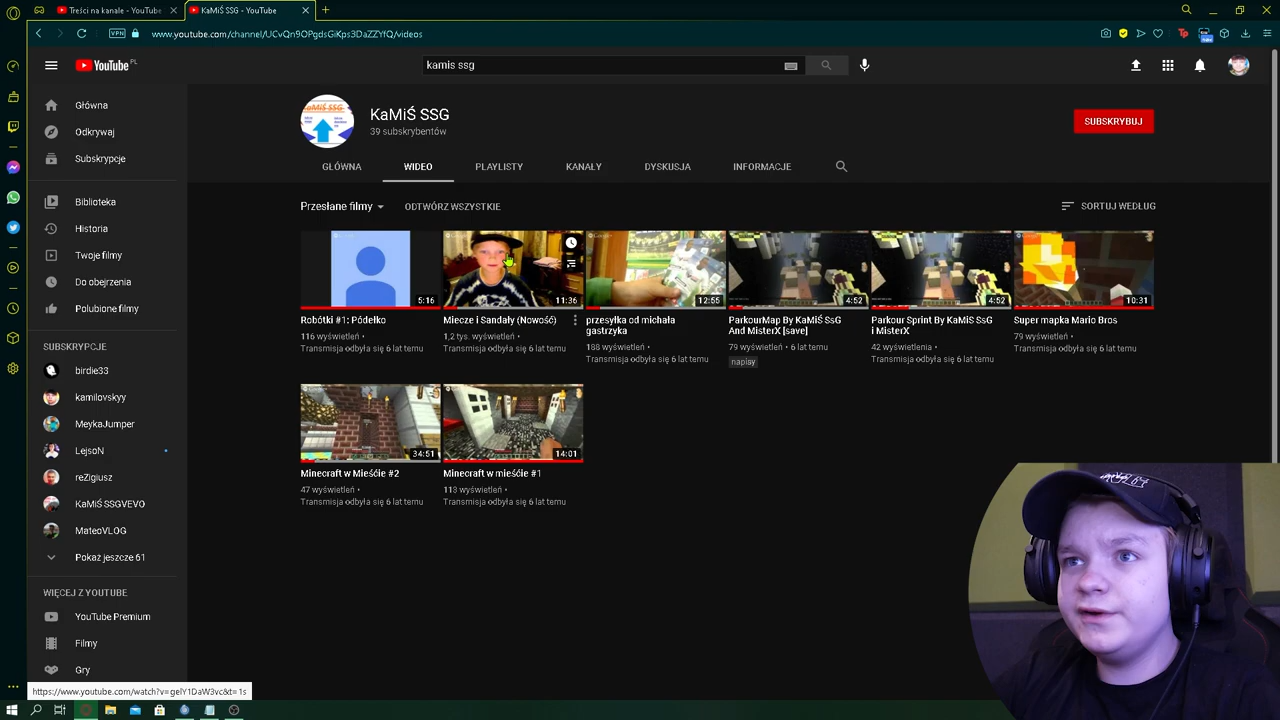 Treści na kanale - YouTube
KaMiŚ SSG - YouTube
VPN
www.youtube.com/channel/UCvQn9OPgdsGiKps3DaZZYfQ/videos
YouTube PL
kamis ssg
Główna
Odkrywaj
Subskrypcje
Biblioteka
Historia
Twoje filmy
Do obejrzenia
Polubione filmy
SUBSKRYPCJE
birdie33
kamilovskyy
MeykaJumper
LejsoN
reZigiusz
KaMiŚ SSGVEVO
MateoVLOG
Pokaż jeszcze 61
WIĘCEJ Z YOUTUBE
YouTube Premium
Filmy
Gry
https://www.youtube.com/watch?v=gelY1DaW3vc&t=1s
KaMiŚ SSG
39 subskrybentów
SUBSKRYBUJ
GŁÓWNA
WIDEO
PLAYLISTY
KANAŁY
DYSKUSJA
INFORMACJE
Przesłane filmy
ODTWÓRZ WSZYSTKIE
SORTUJ WEDŁUG
5:16
Robótki #1: Pódełko
116 wyświetleń •
Transmisja odbyła się 6 lat temu
11:36
Miecze i Sandały (Nowość)
1,2 tys. wyświetleń •
Transmisja odbyła się 6 lat temu
12:55
przesyłka od michała
gastrzyka
188 wyświetleń •
Transmisja odbyła się 6 lat temu
4:52
ParkourMap By KaMiŚ SSG
And MisterX [save]
79 wyświetleń • 6 lat temu
napisy
4:52
Parkour Sprint By KaMiŚ SSG
i MisterX
42 wyświetlenia •
Transmisja odbyła się 6 lat temu
10:31
Super mapka Mario Bros
79 wyświetleń •
Transmisja odbyła się 6 lat temu
34:51
Minecraft w Mieśćie #2
47 wyświetleń •
Transmisja odbyła się 6 lat temu
14:01
Minecraft w mieśćie #1
113 wyświetleń •
Transmisja odbyła się 6 lat temu